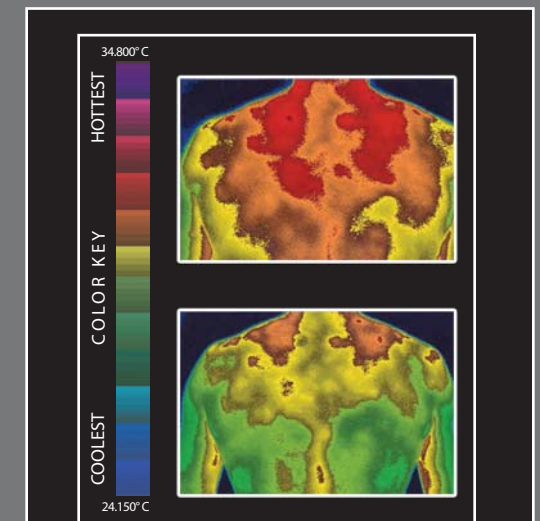 34.800° C
HOTTEST
COLOR KEY
COOLEST
24.150° C